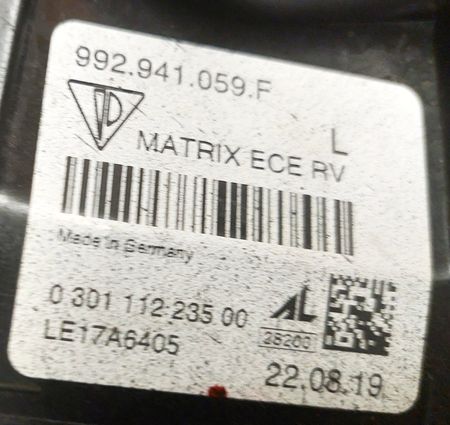 992.941.059.F
L
MATRIX ECE RV
Made in Germany
0 301 112 235 00
AL
LE17A6405
22.08.19